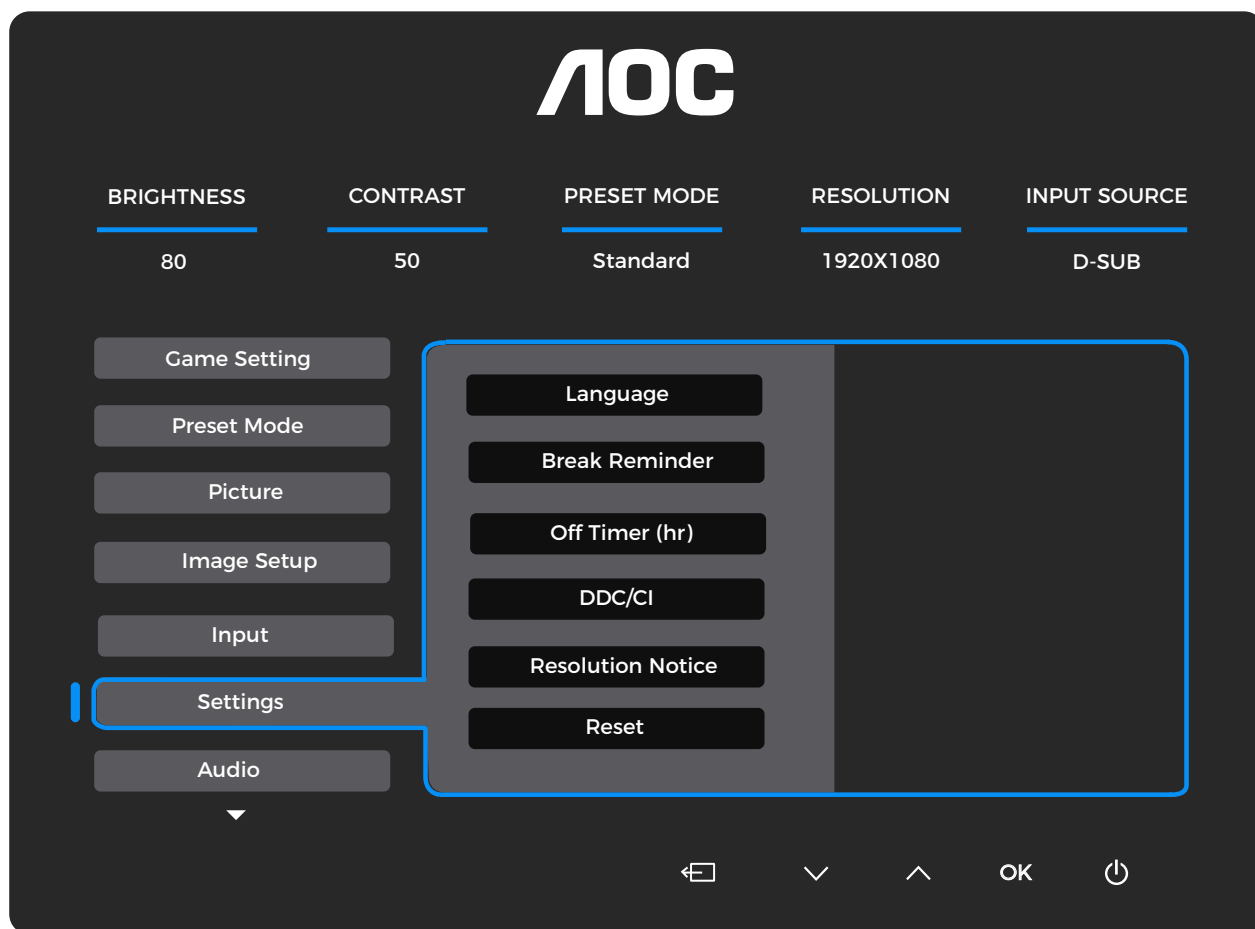 AOC
BRIGHTNESS CONTRAST PRESET MODE RESOLUTION INPUT SOURCE
80 50 Standard 1920X1080 D-SUB
Game Setting
Preset Mode
Picture
Image Setup
Input
Settings
Audio
Language
Break Reminder
Off Timer (hr)
DDC/CI
Resolution Notice
Reset
OK